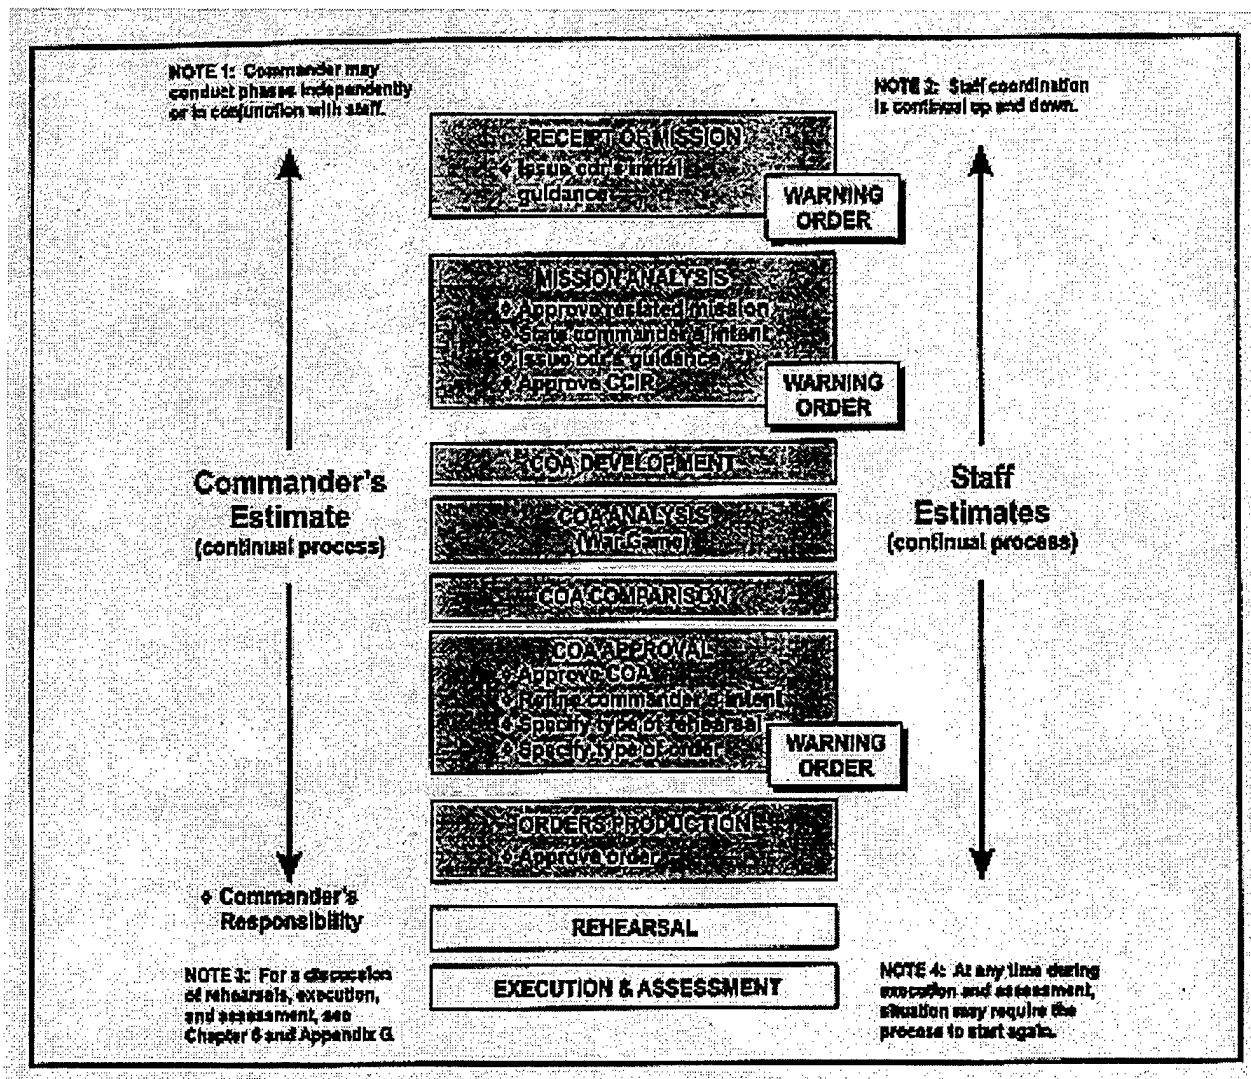 NOTE 1: Commander may
conduct phases independently
or in conjunction with staff.
NOTE 2: Staff coordination
is continual up and down.
RECEIPT OF MISSION
❖ Issue cdr's initial
guidance
WARNING
ORDER
MISSION ANALYSIS
❖ Approve restated mission
❖ State commander's intent
❖ Issue cdr's guidance
❖ Approve CCIR
WARNING
ORDER
COA DEVELOPMENT
Commander's
Estimate
(continual process)
Staff
Estimates
(continual process)
COA ANALYSIS
(War Game)
COA COMPARISON
COA APPROVAL
❖ Approve COA
❖ Refine commander's intent
❖ Specify type of rehearsal
❖ Specify type of order
WARNING
ORDER
ORDERS PRODUCTION
❖ Approve order
❖ Commander's
Responsibility
REHEARSAL
EXECUTION & ASSESSMENT
NOTE 3: For a discussion
of rehearsals, execution,
and assessment, see
Chapter 6 and Appendix G.
NOTE 4: At any time during
execution and assessment,
situation may require the
process to start again.